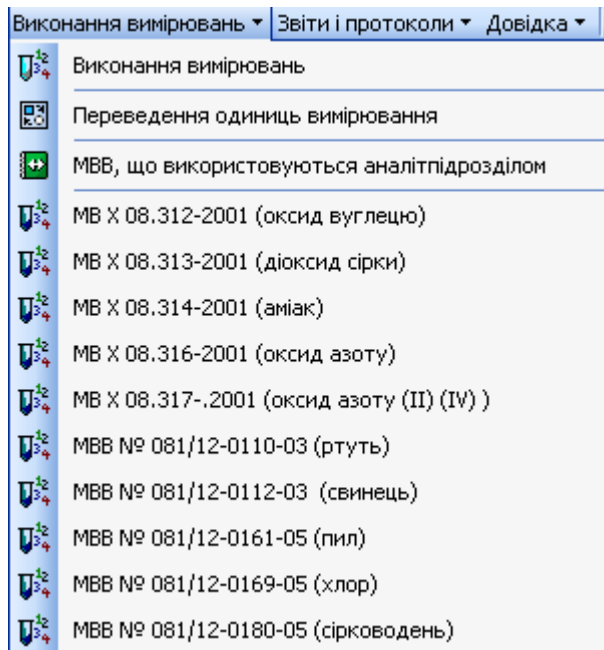 Виконання вимірювань Звіти і протоколи Довідка
Виконання вимірювань
Переведення одиниць вимірювання
МВВ, що використовуються аналітпідрозділом
МВ Х 08.312-2001 (оксид вуглецю)
МВ Х 08.313-2001 (діоксид сірки)
МВ Х 08.314-2001 (аміак)
МВ Х 08.316-2001 (оксид азоту)
МВ Х 08.317-.2001 (оксид азоту (II) (IV) )
МВВ № 081/12-0110-03 (ртуть)
МВВ № 081/12-0112-03 (свинець)
МВВ № 081/12-0161-05 (пил)
МВВ № 081/12-0169-05 (хлор)
МВВ № 081/12-0180-05 (сірководень)